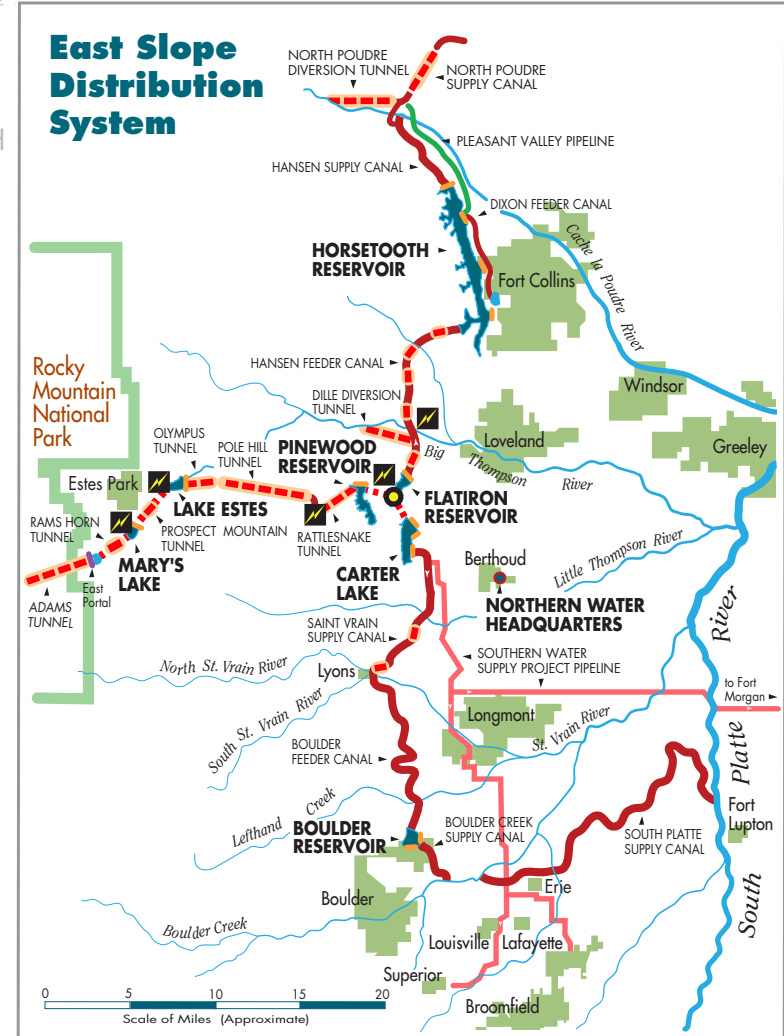 East Slope
Distribution
System
NORTH POUDRE
DIVERSION TUNNEL
NORTH POUDRE
SUPPLY CANAL
PLEASANT VALLEY PIPELINE
HANSEN SUPPLY CANAL
DIXON FEEDER CANAL
HORSETOOTH
RESERVOIR
Fort Collins
Cache la Poudre River
HANSEN FEEDER CANAL
Windsor
Rocky
Mountain
National
Park
DILLE DIVERSION
TUNNEL
Loveland
Greeley
OLYMPUS
TUNNEL
POLE HILL
TUNNEL
PINEWOOD
RESERVOIR
Big Thompson River
Estes Park
LAKE ESTES
FLATIRON
RESERVOIR
RAMS HORN
TUNNEL
PROSPECT MOUNTAIN
TUNNEL
RATTLESNAKE
TUNNEL
MARY'S
LAKE
East
Portal
ADAMS
TUNNEL
CARTER
LAKE
Berthoud
Little Thompson River
NORTHERN WATER
HEADQUARTERS
SAINT VRAIN
SUPPLY CANAL
SOUTHERN WATER
SUPPLY PROJECT PIPELINE
North St. Vrain River
Lyons
to Fort
Morgan
South St. Vrain River
Longmont
St. Vrain River
BOULDER
FEEDER CANAL
Lefthand Creek
BOULDER
RESERVOIR
BOULDER CREEK
SUPPLY CANAL
SOUTH PLATTE
SUPPLY CANAL
Fort
Lupton
South Platte River
Boulder
Erie
Boulder Creek
Louisville
Lafayette
Superior
Broomfield
0 5 10 15 20
Scale of Miles (Approximate)